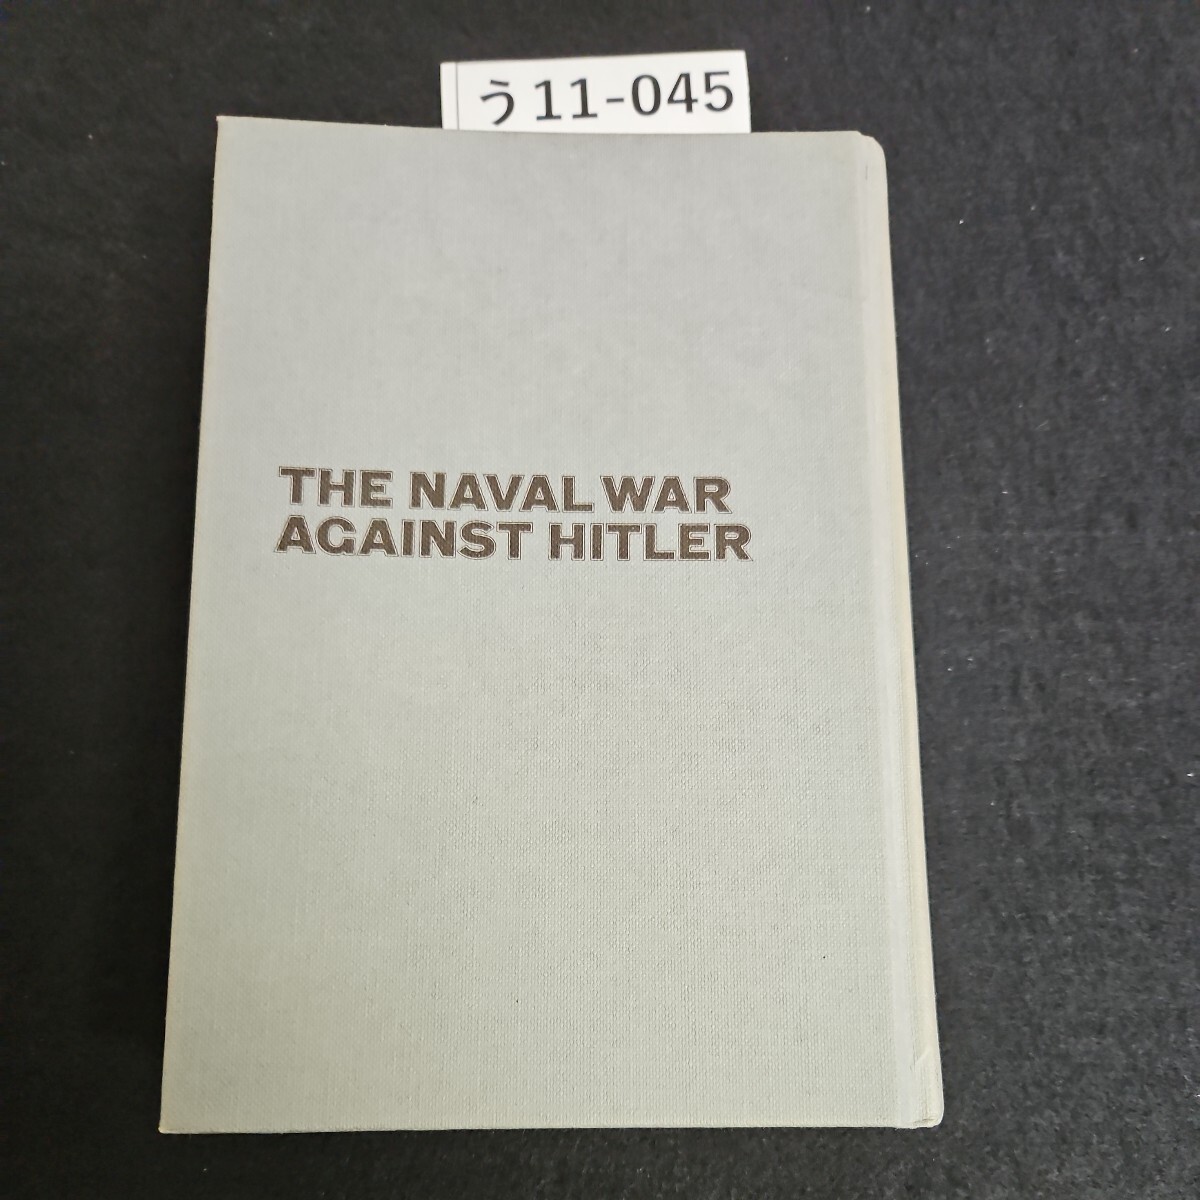 う11-045
THE NAVAL WAR
AGAINST HITLER